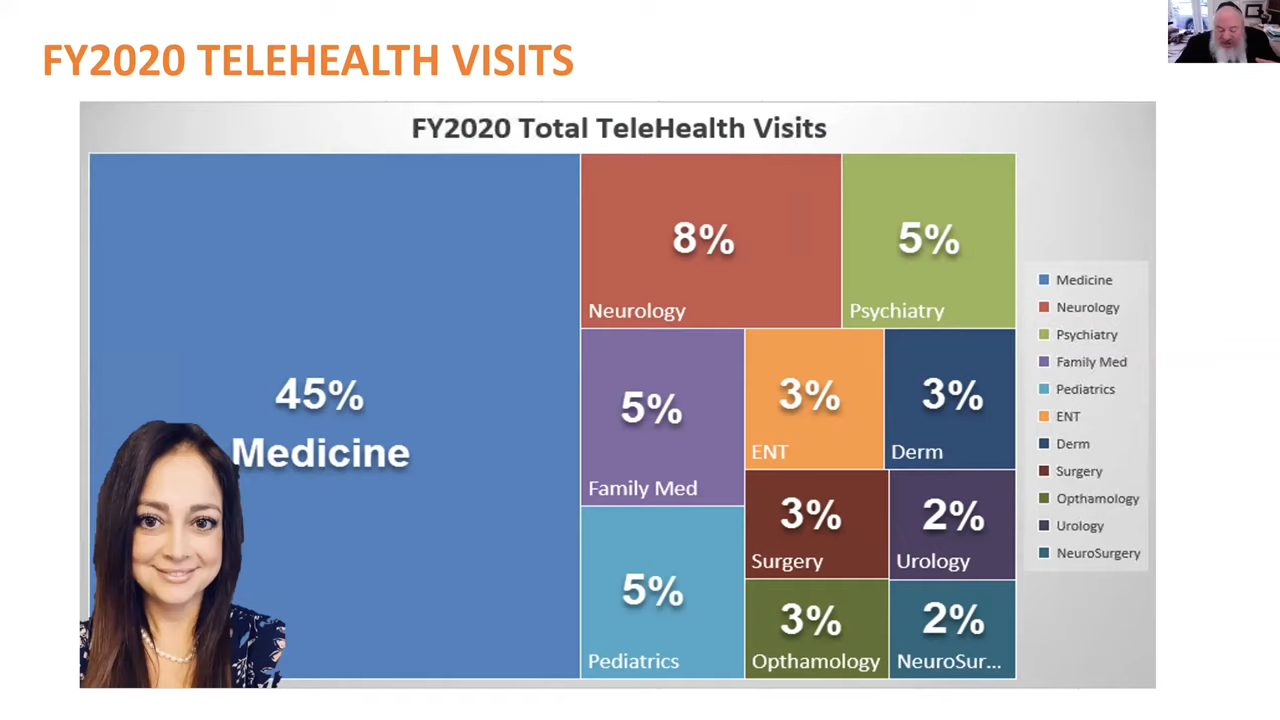 FY2020 TELEHEALTH VISITS
FY2020 Total TeleHealth Visits
45%
Medicine
8%
Neurology
5%
Psychiatry
5%
Family Med
3%
ENT
3%
Derm
5%
Pediatrics
3%
Surgery
2%
Urology
3%
Opthamology
2%
NeuroSur...
Medicine
Neurology
Psychiatry
Family Med
Pediatrics
ENT
Derm
Surgery
Opthamology
Urology
NeuroSurgery